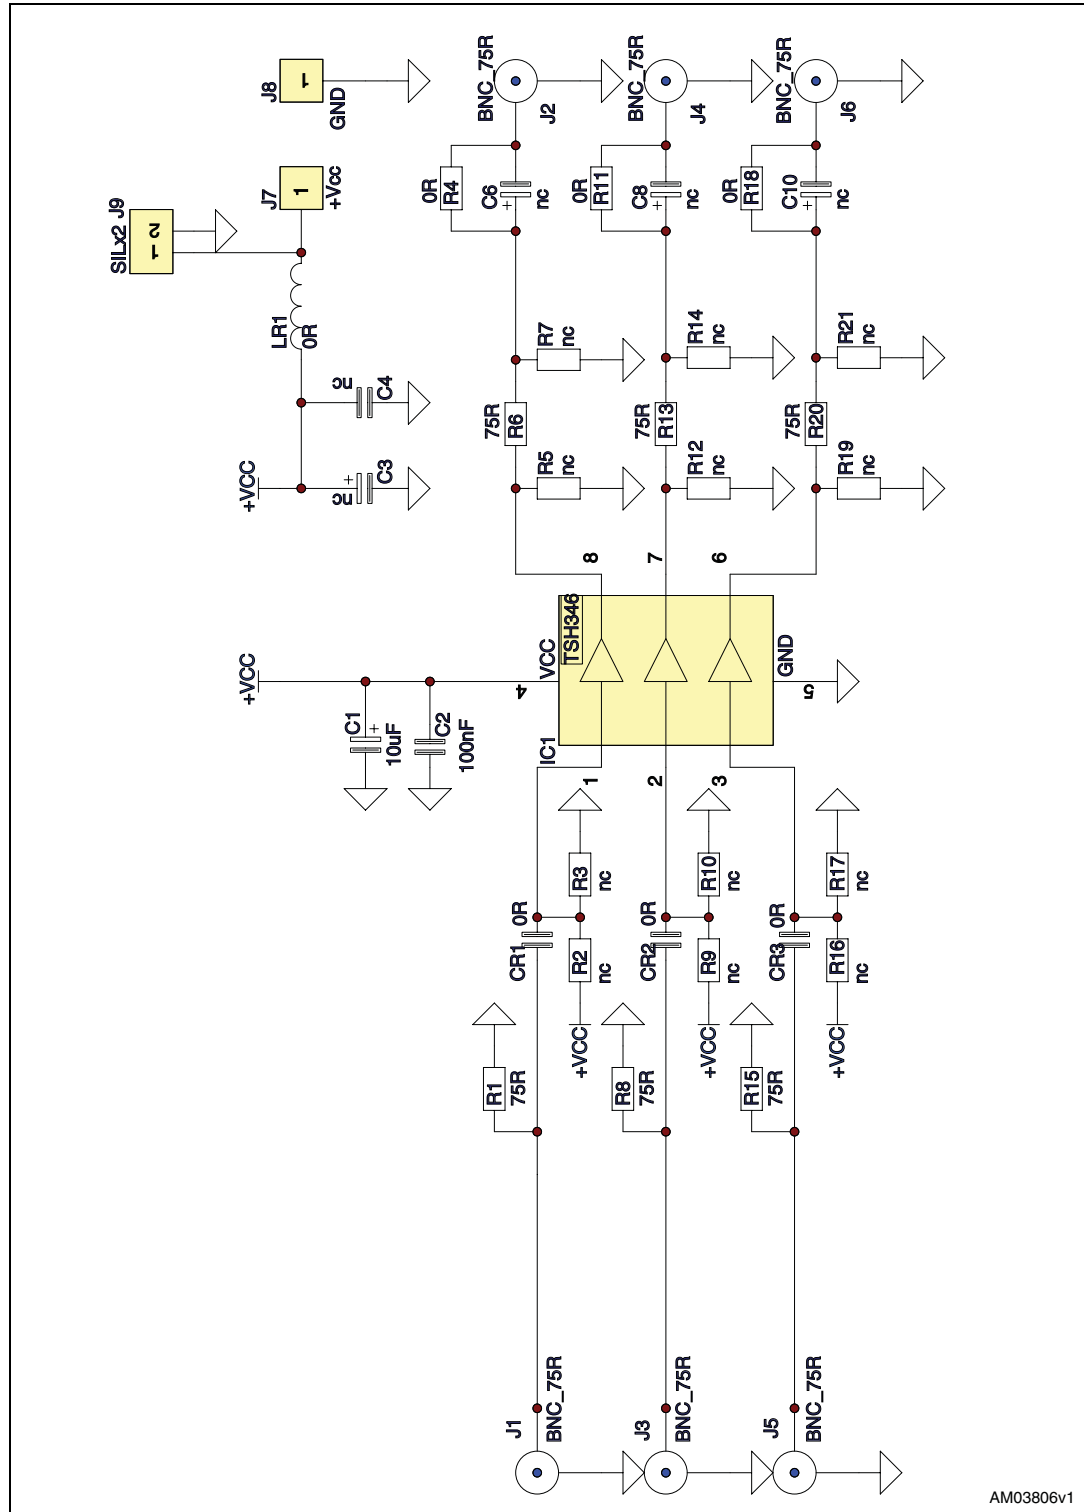 J8
1
GND
J9
SILx2
1 2
J7
1
+Vcc
LR1
0R
nc
C4
nc
+
C3
+VCC
BNC_75R
J2
BNC_75R
J4
BNC_75R
J6
0R
R4
C6
+
nc
0R
R11
C8
+
nc
0R
R18
C10
+
nc
R7
nc
R14
nc
R21
nc
75R
R6
75R
R13
75R
R20
R5
nc
R12
nc
R19
nc
8
7
6
+VCC
4
VCC
TSH346
GND
5
IC1
C1
+
10uF
C2
100nF
1
2
3
R3
nc
R10
nc
R17
nc
CR1
0R
CR2
0R
CR3
0R
R2
nc
R9
nc
R16
nc
+VCC
+VCC
+VCC
R1
75R
R8
75R
R15
75R
J1
BNC_75R
J3
BNC_75R
J5
BNC_75R
AM03806v1